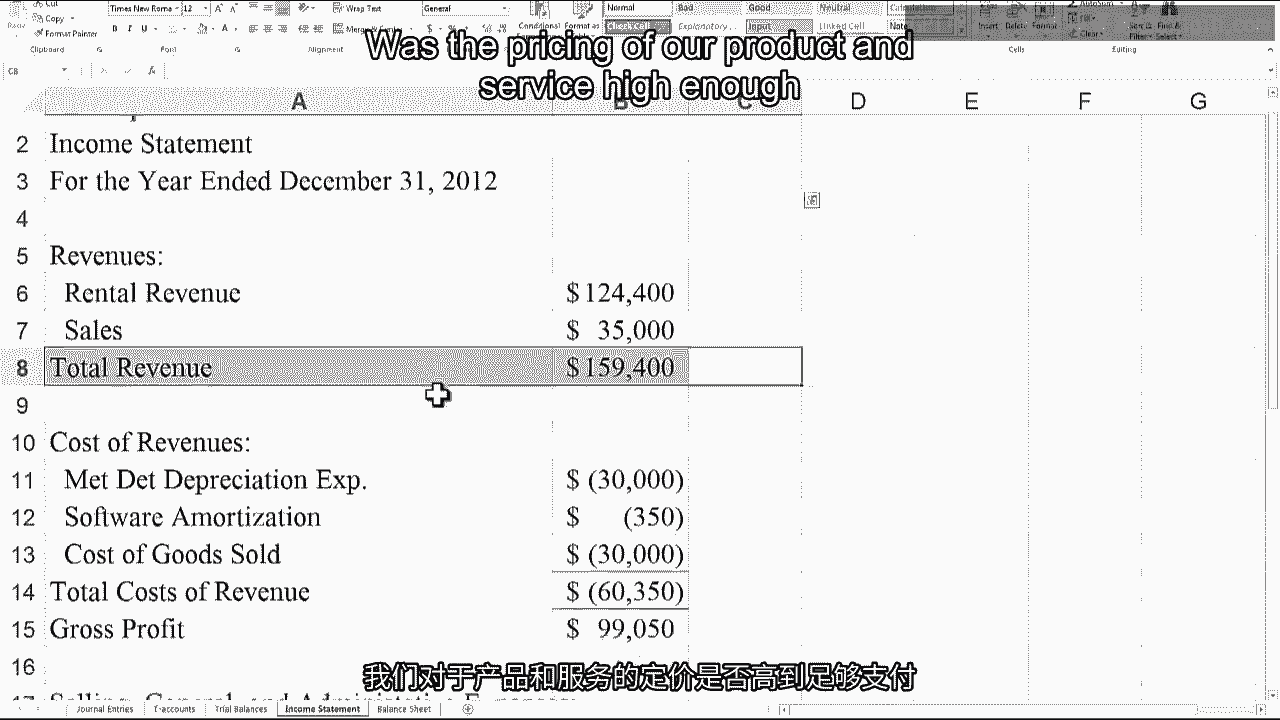 Cut
Copy
Format Painter
Clipboard
Times New Roma
12
B I U
Font
Wrap Text
Alignment
General
Conditional
Format as
Normal
Bad
Good
Neutral
Calculation
Check Cell
Explanatory...
Input
Linked Cell
Insert Delete Format
Cells
AutoSum
Clear
Sort & Find &
Filter Select
Editing
Was the pricing of our product and
service high enough
C8
A B C D E F G
2 Income Statement
3 For the Year Ended December 31, 2012
4
5 Revenues:
6 Rental Revenue $ 124,400
7 Sales $ 35,000
8 Total Revenue $ 159,400
9
10 Cost of Revenues:
11 Met Det Depreciation Exp. $ (30,000)
12 Software Amortization $ (350)
13 Cost of Goods Sold $ (30,000)
14 Total Costs of Revenue $ (60,350)
15 Gross Profit $ 99,050
16
我们对于产品和服务的定价是否高到足够支付
Journal Entries T-accounts Trial Balances Income Statement Balance Sheet